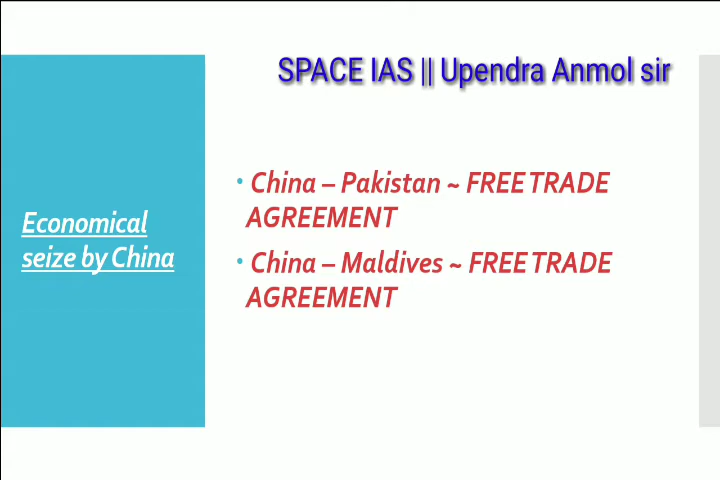 SPACE IAS || Upendra Anmol sir
Economical
seize by China
• China – Pakistan ~ FREE TRADE
AGREEMENT
• China – Maldives ~ FREE TRADE
AGREEMENT